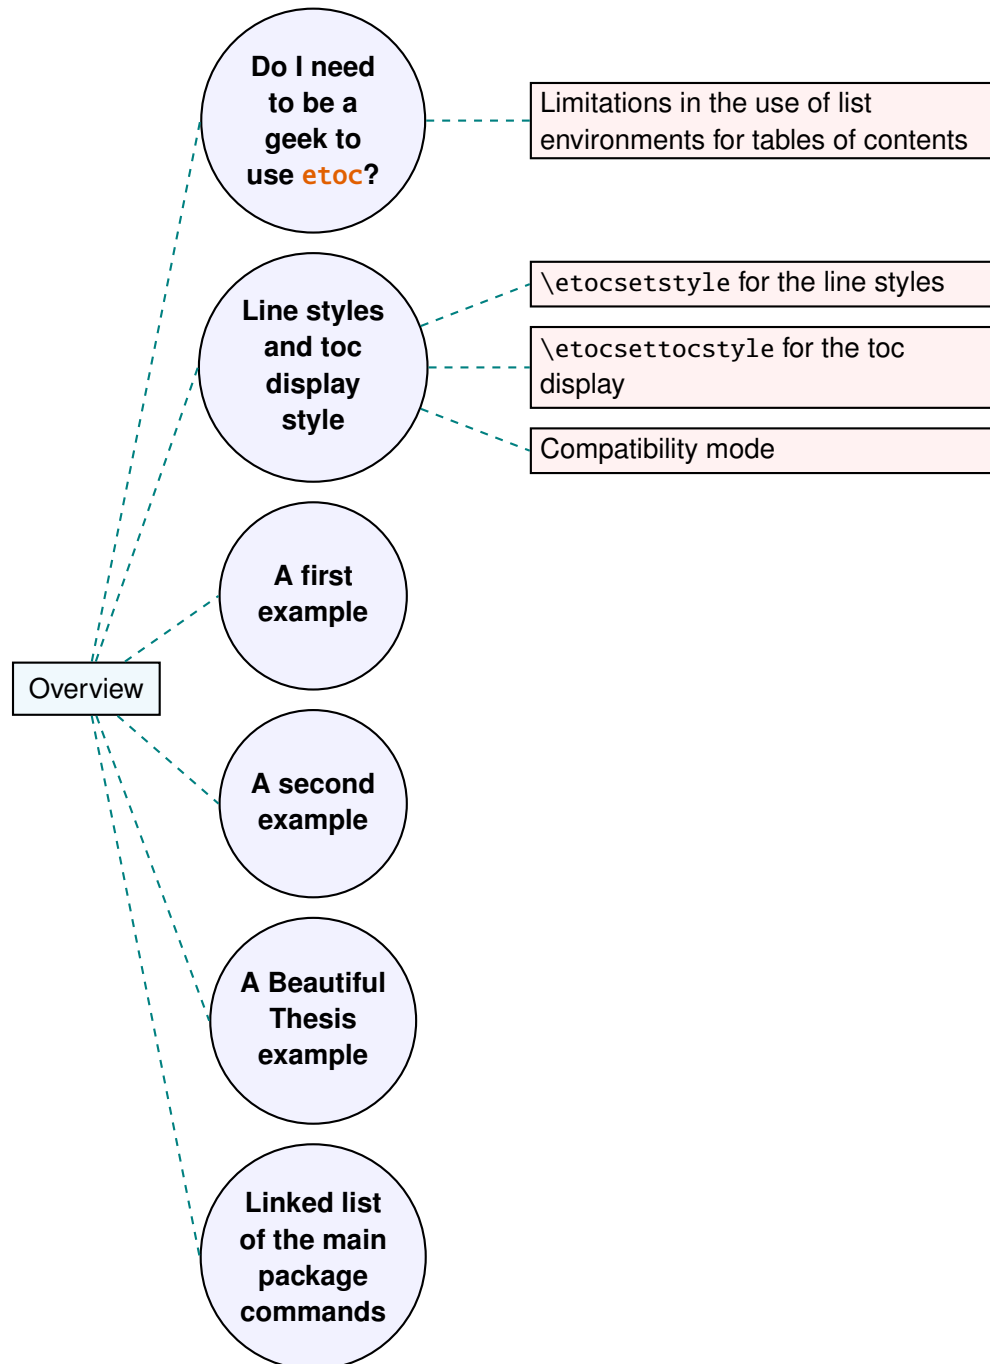 Do I need
to be a
geek to
use etoc?
Limitations in the use of list
environments for tables of contents
Line styles
and toc
display
style
\etocsetstyle for the line styles
\etocsettocstyle for the toc
display
Compatibility mode
A first
example
Overview
A second
example
A Beautiful
Thesis
example
Linked list
of the main
package
commands